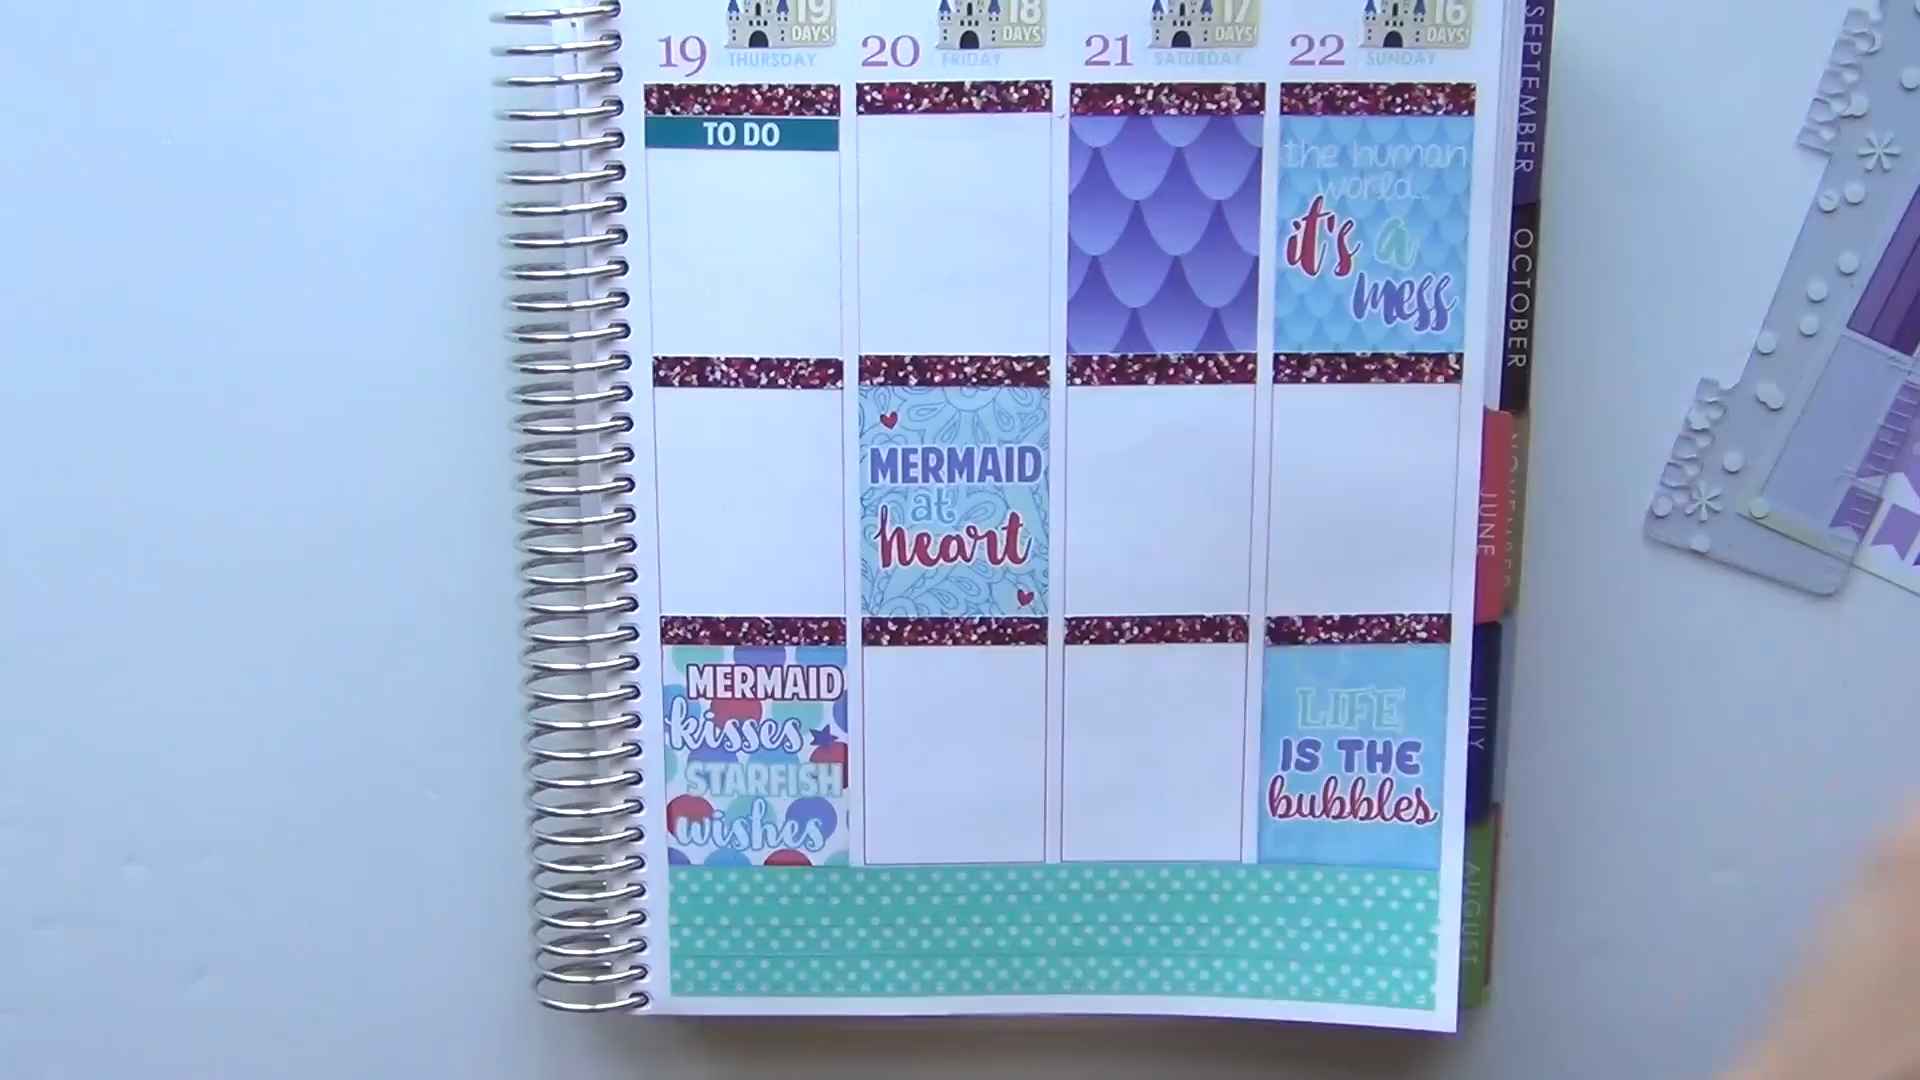 19 DAYS!
18 DAYS!
17 DAYS!
16 DAYS!
19 THURSDAY
20 FRIDAY
21 SATURDAY
22 SUNDAY
TO DO
the human
world..
it's a
mess
MERMAID
at
heart
MERMAID
kisses
STARFISH
wishes
LIFE
IS THE
bubbles
SEPTEMBER
OCTOBER
NOVEMBER
JUNE
JULY
AUGUST